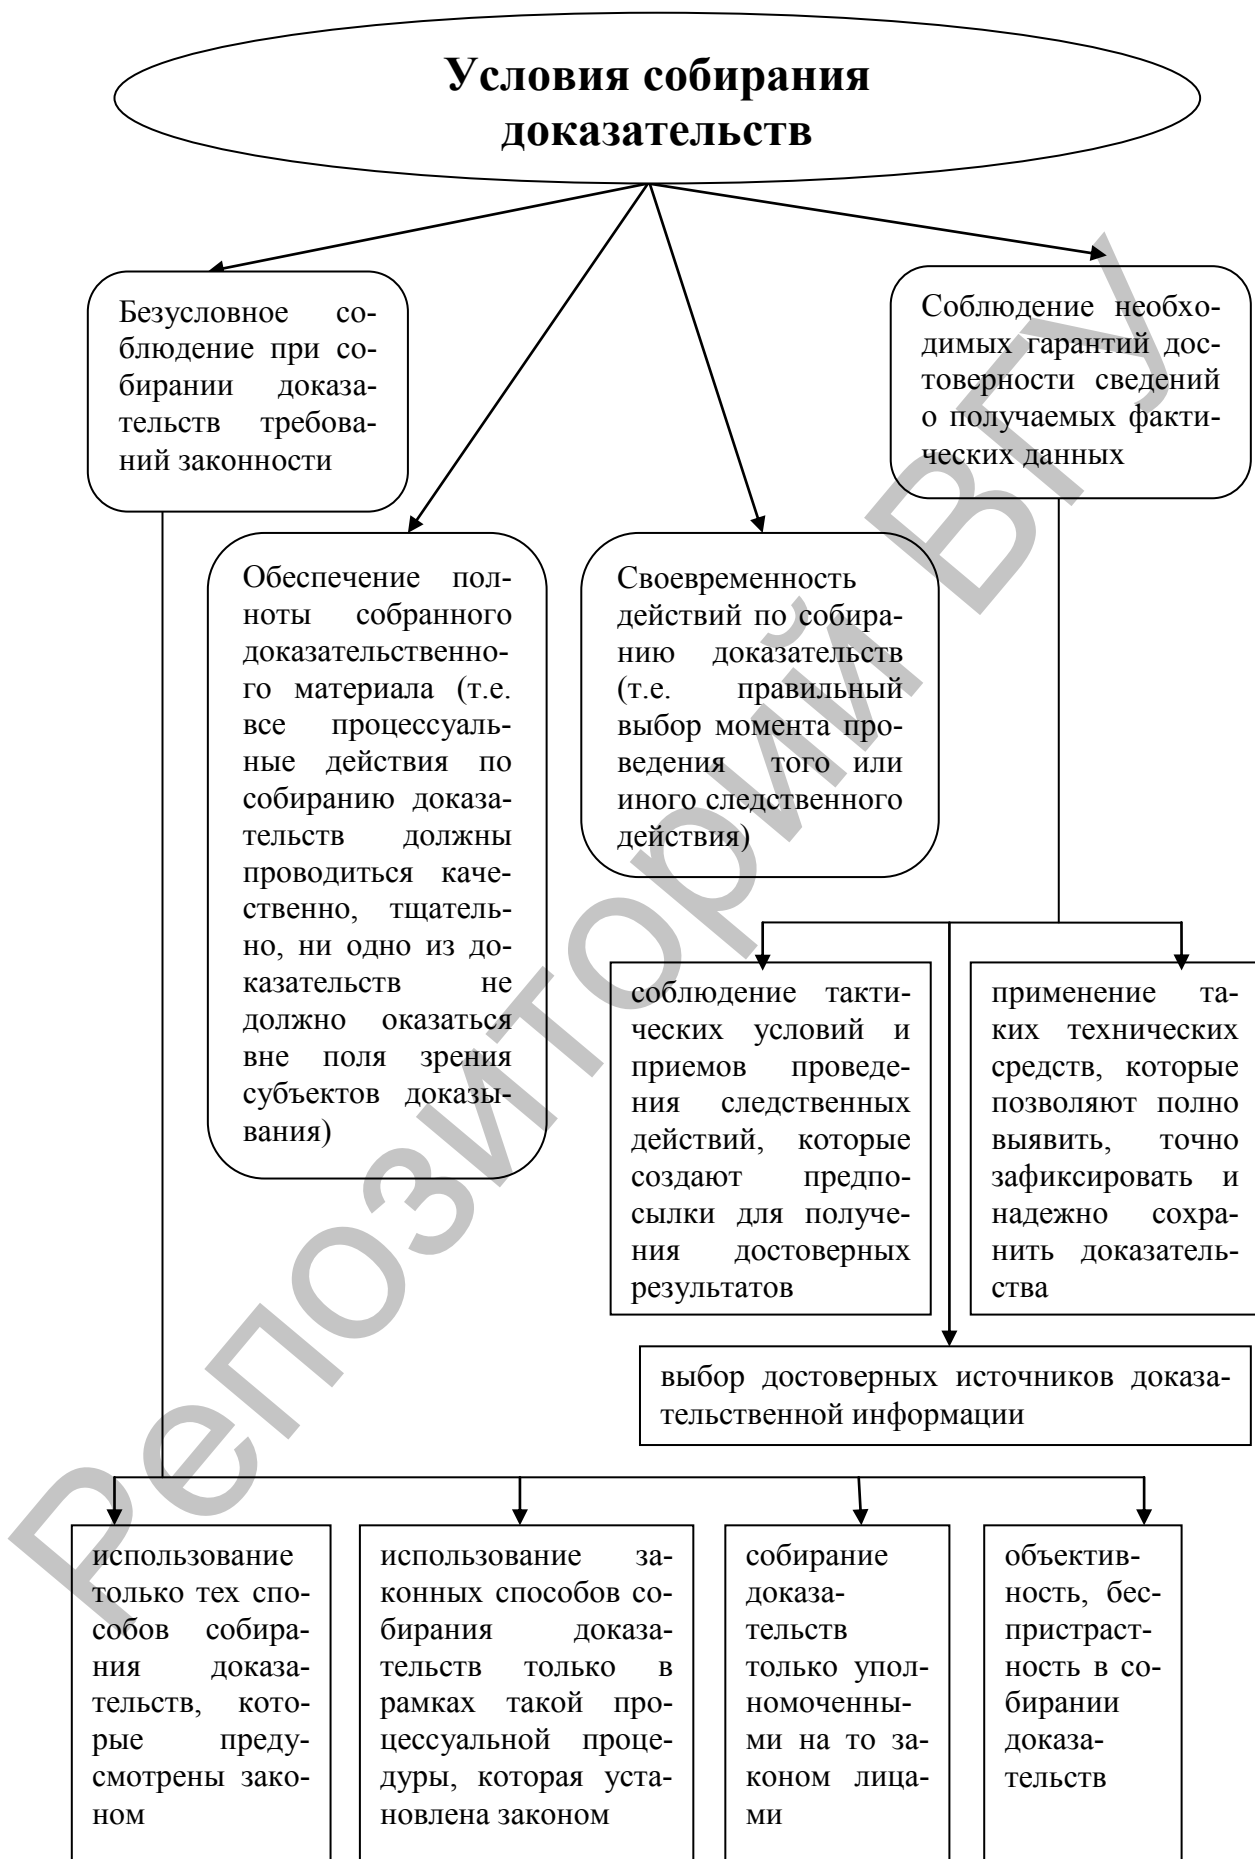 Условия собирания
доказательств
Безусловное со-
блюдение при со-
бирании доказа-
тельств требова-
ний законности
Соблюдение необхо-
димых гарантий дос-
товерности сведений
о получаемых факти-
ческих данных
Обеспечение пол-
ноты собранного
доказательственно-
го материала (т.е.
все процессуаль-
ные действия по
собиранию доказа-
тельств должны
проводиться каче-
ственно, тщатель-
но, ни одно из до-
казательств не
должно оказаться
вне поля зрения
субъектов доказы-
вания)
Своевременность
действий по собира-
нию доказательств
(т.е. правильный
выбор момента про-
ведения того или
иного следственного
действия)
соблюдение такти-
ческих условий и
приемов проведе-
ния следственных
действий, которые
создают предпо-
сылки для получе-
ния достоверных
результатов
применение та-
ких технических
средств, которые
позволяют полно
выявить, точно
зафиксировать и
надежно сохра-
нить доказатель-
ства
выбор достоверных источников доказа-
тельственной информации
использование
только тех спо-
собов собира-
ния доказа-
тельств, кото-
рые преду-
смотрены зако-
ном
использование за-
конных способов со-
бирания доказа-
тельств только в
рамках такой про-
цессуальной проце-
дуры, которая уста-
новлена законом
собирание
доказа-
тельств
только упол-
номоченны-
ми на то за-
коном лица-
ми
объектив-
ность, бес-
пристраст-
ность в со-
бирании
доказа-
тельств
Репозиторий ВГУ